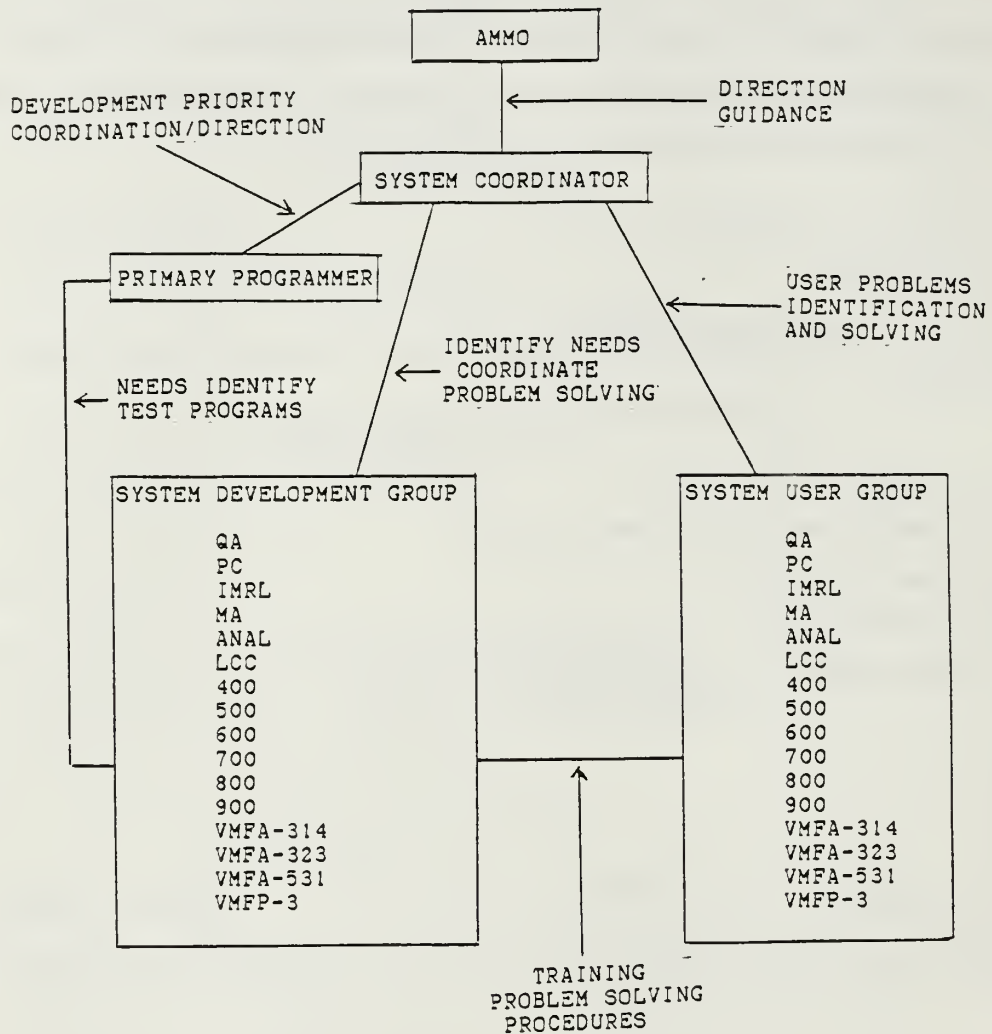 AMMO
DIRECTION
GUIDANCE
DEVELOPMENT PRIORITY
COORDINATION/DIRECTION
SYSTEM COORDINATOR
PRIMARY PROGRAMMER
USER PROBLEMS
IDENTIFICATION
AND SOLVING
IDENTIFY NEEDS
COORDINATE
PROBLEM SOLVING
NEEDS IDENTIFY
TEST PROGRAMS
SYSTEM DEVELOPMENT GROUP
QA
PC
IMRL
MA
ANAL
LCC
400
500
600
700
800
900
VMFA-314
VMFA-323
VMFA-531
VMFP-3
SYSTEM USER GROUP
QA
PC
IMRL
MA
ANAL
LCC
400
500
600
700
800
900
VMFA-314
VMFA-323
VMFA-531
VMFP-3
TRAINING
PROBLEM SOLVING
PROCEDURES